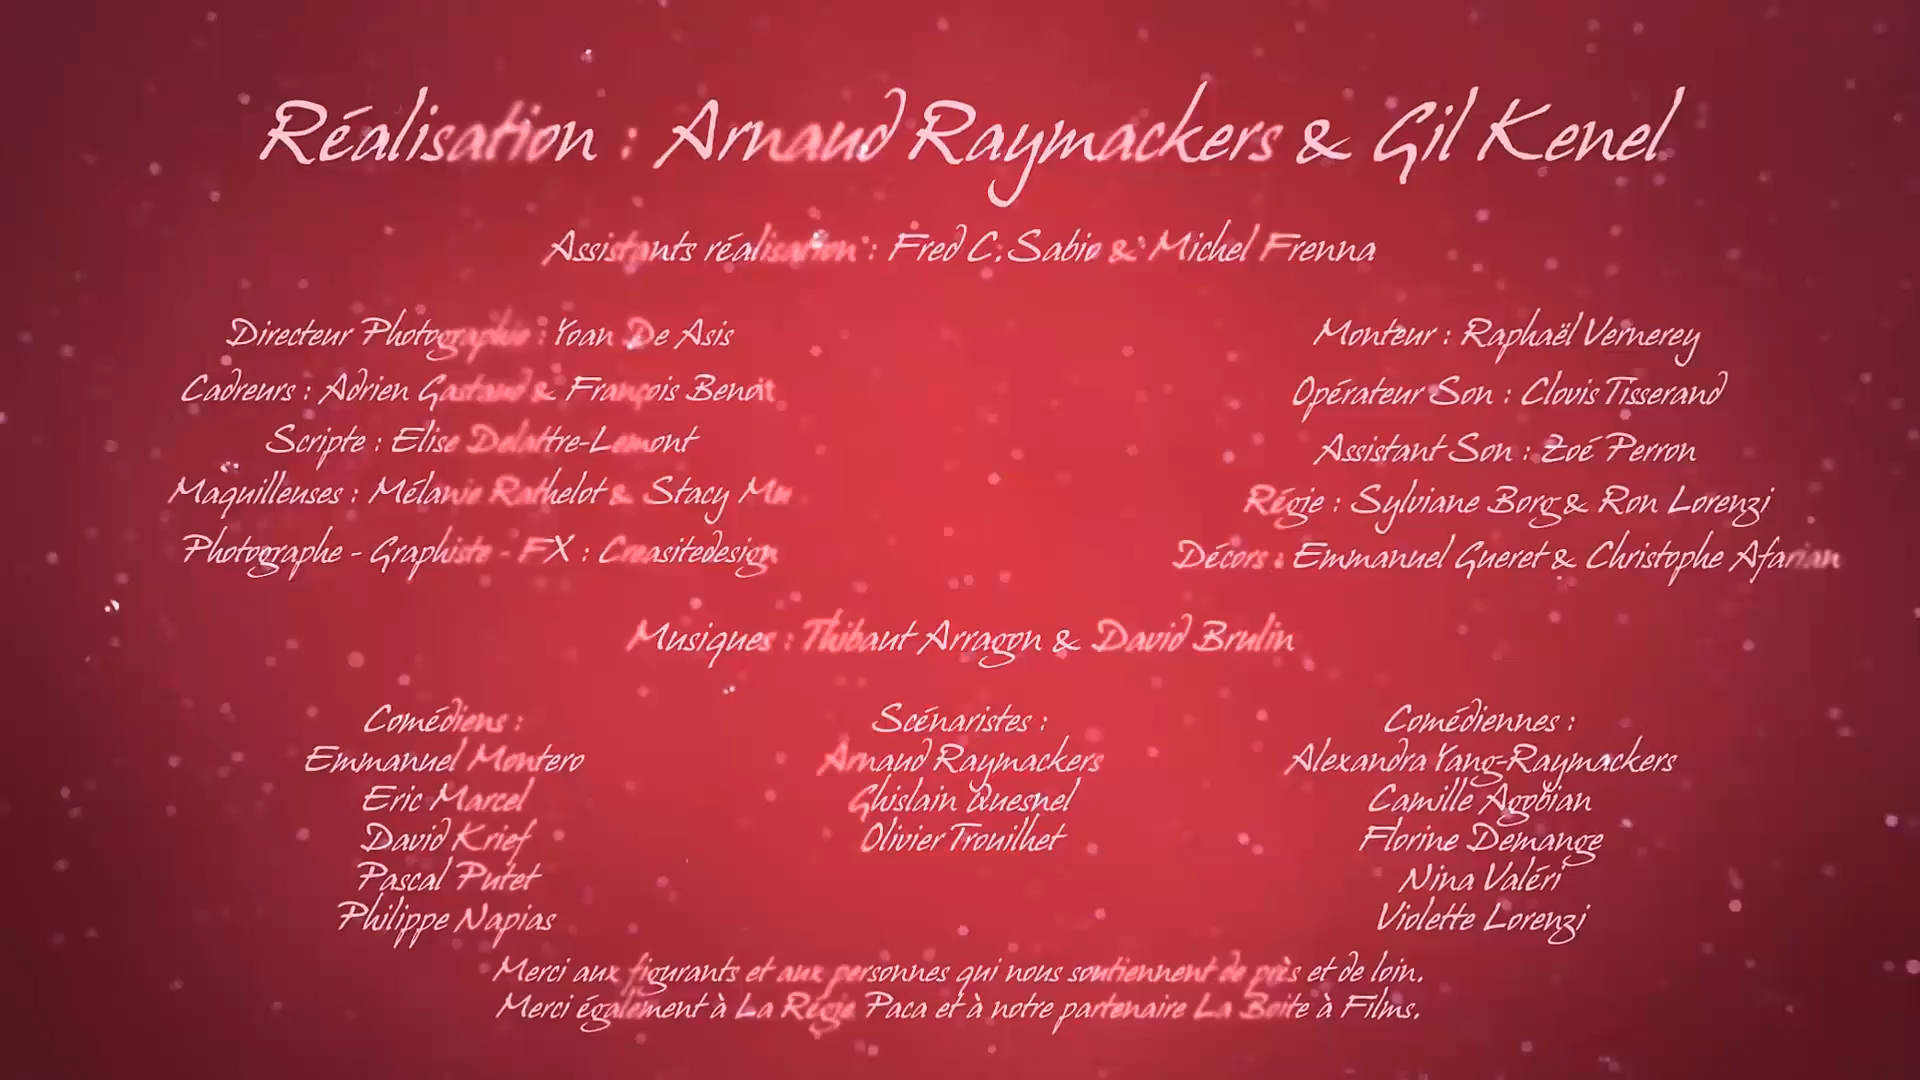 Réalisation : Arnaud Raymackers & Gil Kenel
Assistants réalisation : Fred C. Sabio & Michel Frenna
Directeur Photographie : Yoan De Asis
Cadreurs : Adrien Gastaud & François Benoit
Scripte : Elise Delattre-Lemont
Maquilleuses : Mélanie Rathelot & Stacy
Photographe - Graphiste - FX : Creasitedesign
Monteur : Raphaël Vernerey
Opérateur Son : Clovis Tisserand
Assistant Son : Zoé Perron
Régie : Sylviane Borg & Ron Lorenzi
Décors : Emmanuel Gueret & Christophe Afarian
Musiques : Thibaut Arragon & David Brulin
Comédiens :
Emmanuel Montero
Eric Marcel
David Krief
Pascal Putet
Philippe Napias
Scénaristes :
Arnaud Raymackers
Ghislain Quesnel
Olivier Trouilhet
Comédiennes :
Alexandra Yang-Raymackers
Camille Agobian
Florine Demange
Nina Valéri
Violette Lorenzi
Merci aux figurants et aux personnes qui nous soutiennent de près et de loin.
Merci également à La Régie Paca et à notre partenaire La Boite à Films.